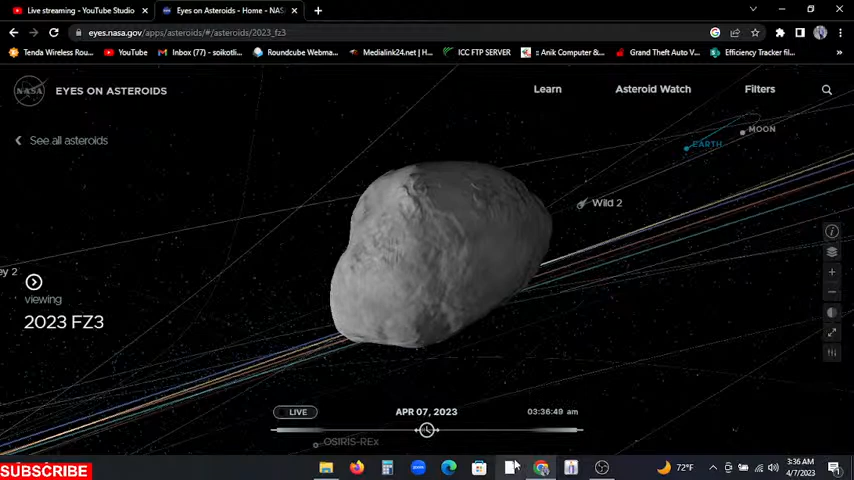 Live streaming - YouTube Studio
Eyes on Asteroids - Home - NAS
eyes.nasa.gov/apps/asteroids/#/asteroids/2023_fz3
Tenda Wireless Rou...
YouTube
Inbox (77) - soikotli...
Roundcube Webma...
Medialink24.net | H...
ICC FTP SERVER
Anik Computer &...
Grand Theft Auto V...
Efficiency Tracker fil...
NASA
EYES ON ASTEROIDS
Learn
Asteroid Watch
Filters
See all asteroids
MOON
EARTH
Wild 2
ey 2
viewing
2023 FZ3
LIVE
APR 07, 2023
03:36:49 am
OSIRIS-REx
SUBSCRIBE
zoom
72°F
3:36 AM
4/7/2023